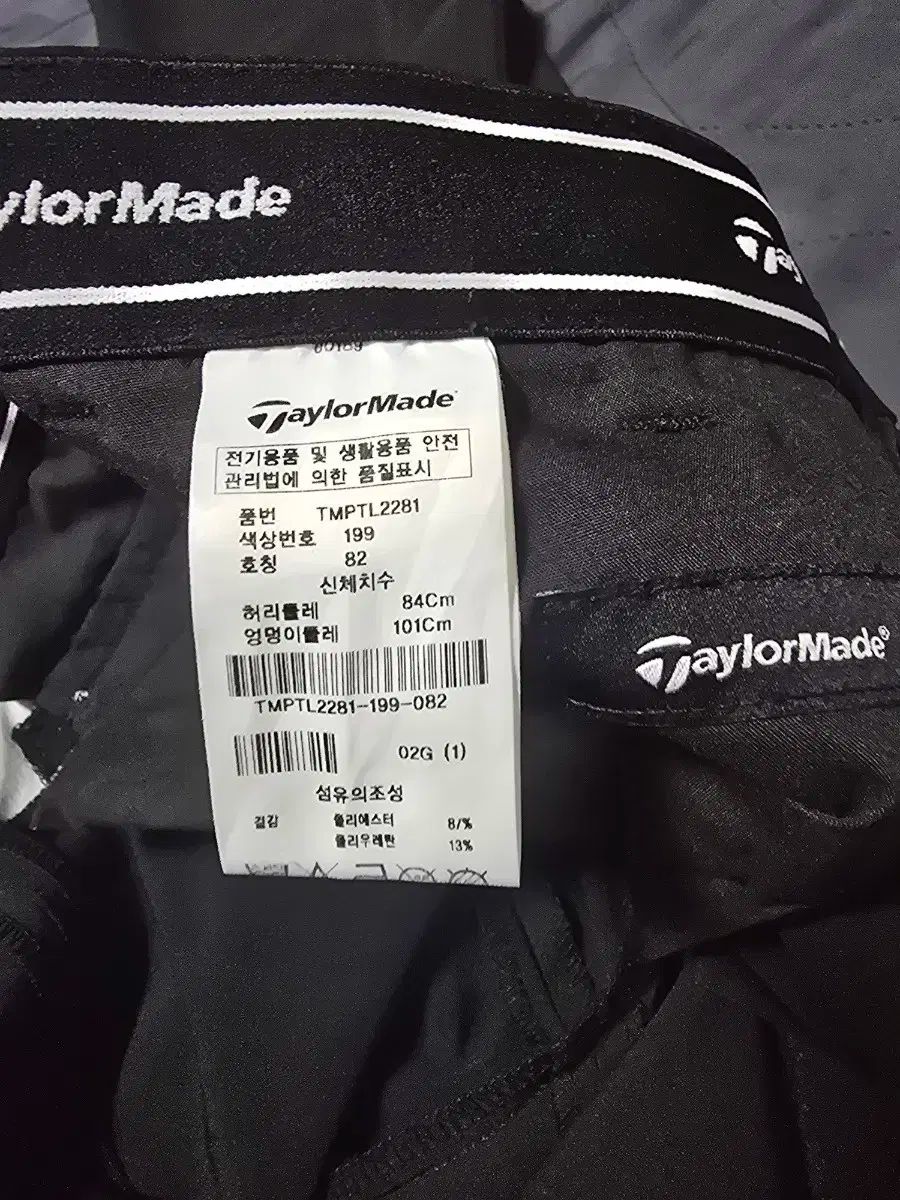 TaylorMade
TaylorMade
전기용품 및 생활용품 안전
관리법에 의한 품질표시
품번 TMPTL2281
색상번호 199
호칭 82
신체치수
허리둘레 84Cm
엉덩이둘레 101Cm
TMPTL2281-199-082
02G (1)
섬유의조성
겉감 폴리에스터 87%
폴리우레탄 13%
TaylorMade®